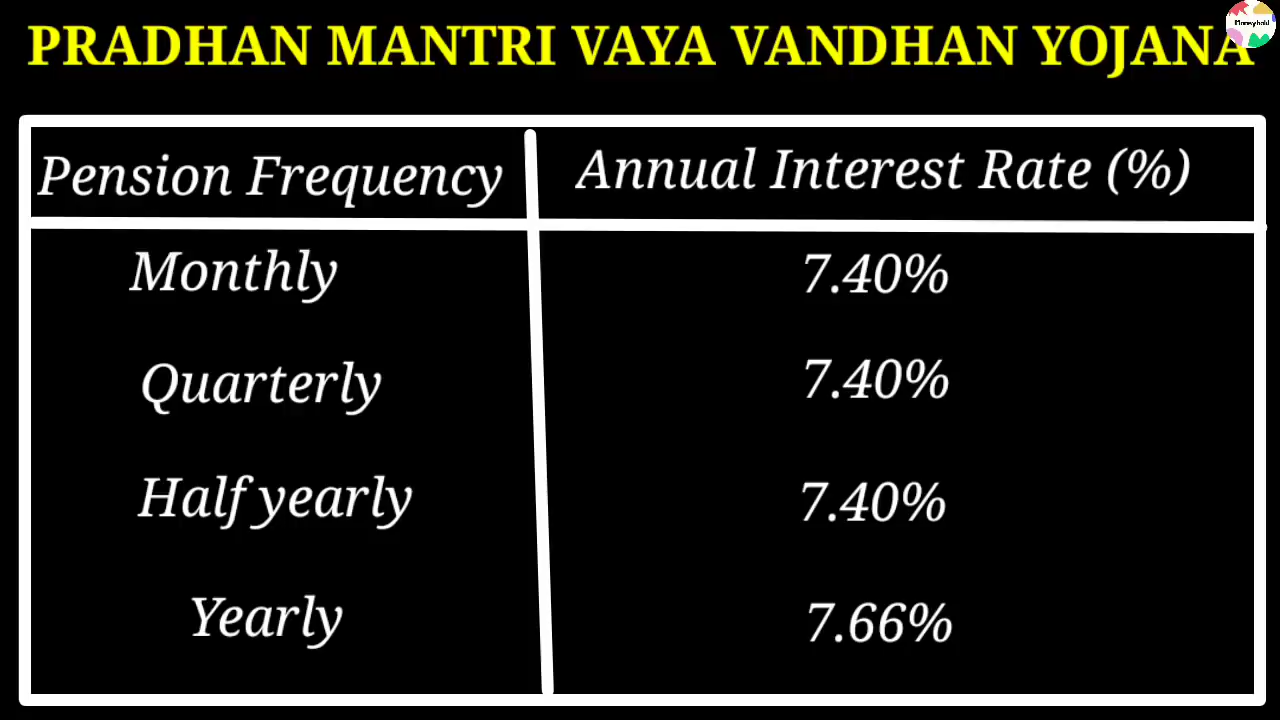 PRADHAN MANTRI VAYA VANDHAN YOJANA
Moneyhold
Pension Frequency Annual Interest Rate (%)
Monthly 7.40%
Quarterly 7.40%
Half yearly 7.40%
Yearly 7.66%